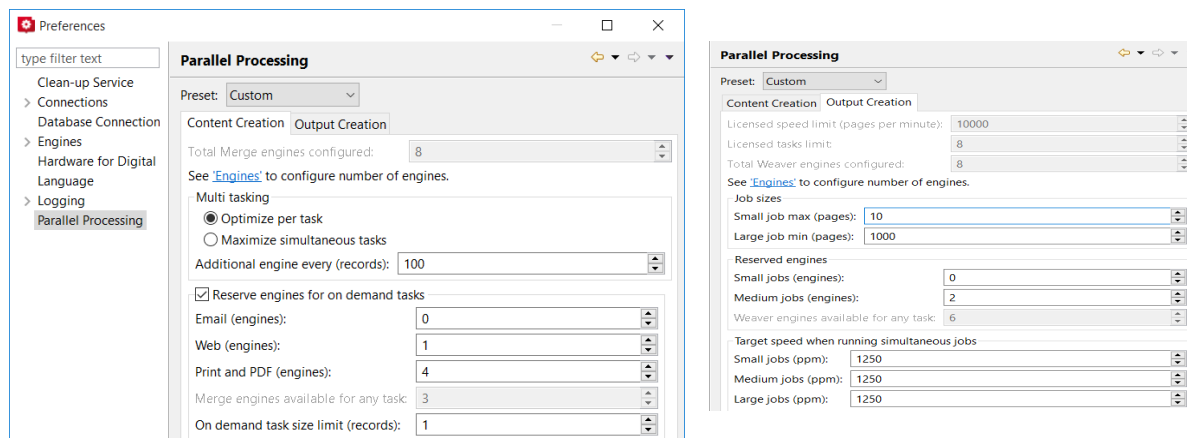 Preferences
type filter text
Clean-up Service
Connections
Database Connection
Engines
Hardware for Digital
Language
Logging
Parallel Processing
Parallel Processing
Preset: Custom
Content Creation Output Creation
Total Merge engines configured: 8
See 'Engines' to configure number of engines.
Multi tasking
Optimize per task
Maximize simultaneous tasks
Additional engine every (records): 100
Reserve engines for on demand tasks
Email (engines): 0
Web (engines): 1
Print and PDF (engines): 4
Merge engines available for any task: 3
On demand task size limit (records): 1
Parallel Processing
Preset: Custom
Content Creation Output Creation
Licensed speed limit (pages per minute): 10000
Licensed tasks limit: 8
Total Weaver engines configured: 8
See 'Engines' to configure number of engines.
Job sizes
Small job max (pages): 10
Large job min (pages): 1000
Reserved engines
Small jobs (engines): 0
Medium jobs (engines): 2
Weaver engines available for any task: 6
Target speed when running simultaneous jobs
Small jobs (ppm): 1250
Medium jobs (ppm): 1250
Large jobs (ppm): 1250